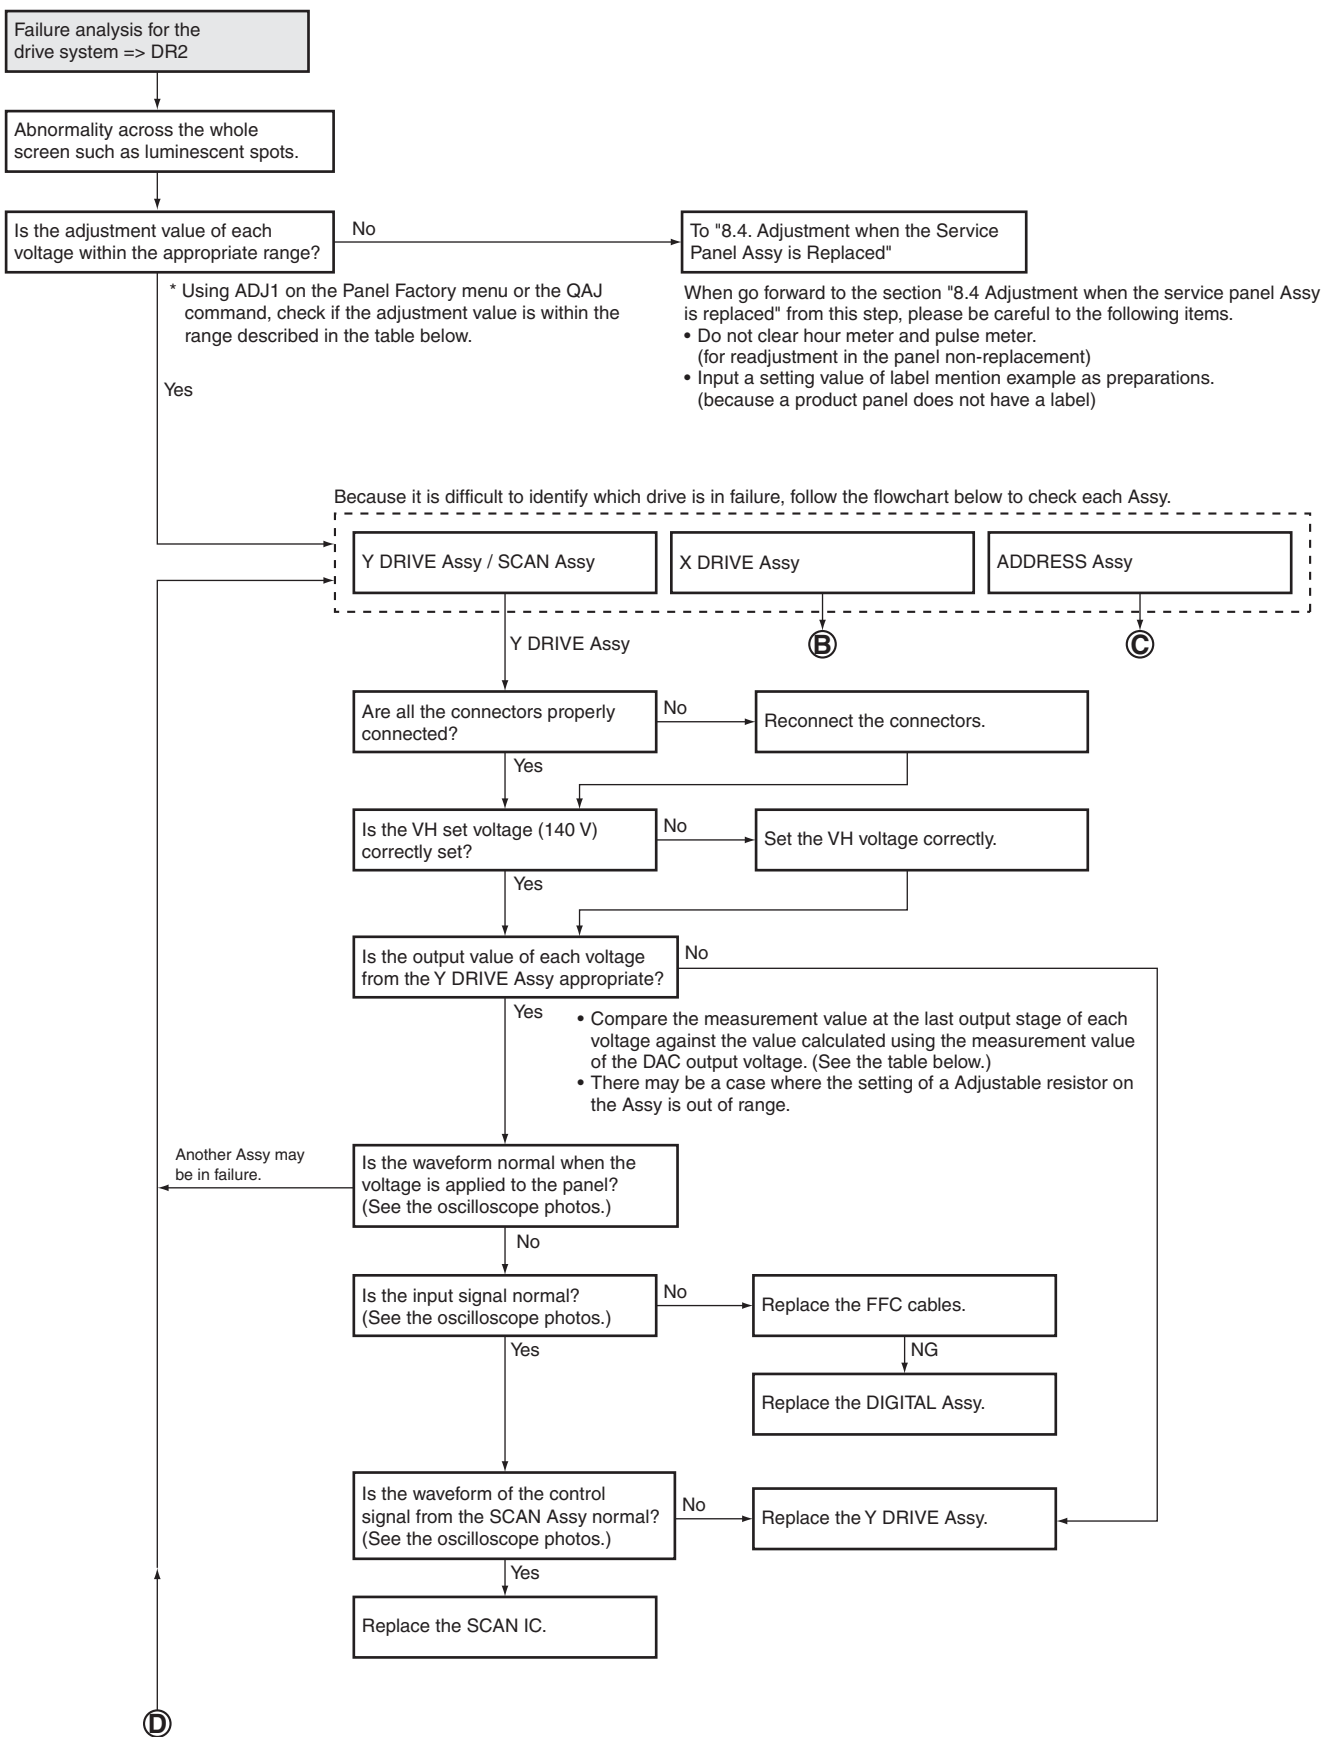 Failure analysis for the
drive system => DR2
Abnormality across the whole
screen such as luminescent spots.
Is the adjustment value of each
voltage within the appropriate range?
No
To "8.4. Adjustment when the Service
Panel Assy is Replaced"
* Using ADJ1 on the Panel Factory menu or the QAJ
command, check if the adjustment value is within the
range described in the table below.
When go forward to the section "8.4 Adjustment when the service panel Assy
is replaced" from this step, please be careful to the following items.
• Do not clear hour meter and pulse meter.
(for readjustment in the panel non-replacement)
• Input a setting value of label mention example as preparations.
(because a product panel does not have a label)
Yes
Because it is difficult to identify which drive is in failure, follow the flowchart below to check each Assy.
Y DRIVE Assy / SCAN Assy
X DRIVE Assy
ADDRESS Assy
Y DRIVE Assy
B
C
Are all the connectors properly
connected?
No
Reconnect the connectors.
Yes
Is the VH set voltage (140 V)
correctly set?
No
Set the VH voltage correctly.
Yes
Is the output value of each voltage
from the Y DRIVE Assy appropriate?
No
Yes
• Compare the measurement value at the last output stage of each
voltage against the value calculated using the measurement value
of the DAC output voltage. (See the table below.)
• There may be a case where the setting of a Adjustable resistor on
the Assy is out of range.
Another Assy may
be in failure.
Is the waveform normal when the
voltage is applied to the panel?
(See the oscilloscope photos.)
No
Is the input signal normal?
(See the oscilloscope photos.)
No
Replace the FFC cables.
Yes
NG
Replace the DIGITAL Assy.
Is the waveform of the control
signal from the SCAN Assy normal?
(See the oscilloscope photos.)
No
Replace the Y DRIVE Assy.
Yes
Replace the SCAN IC.
D